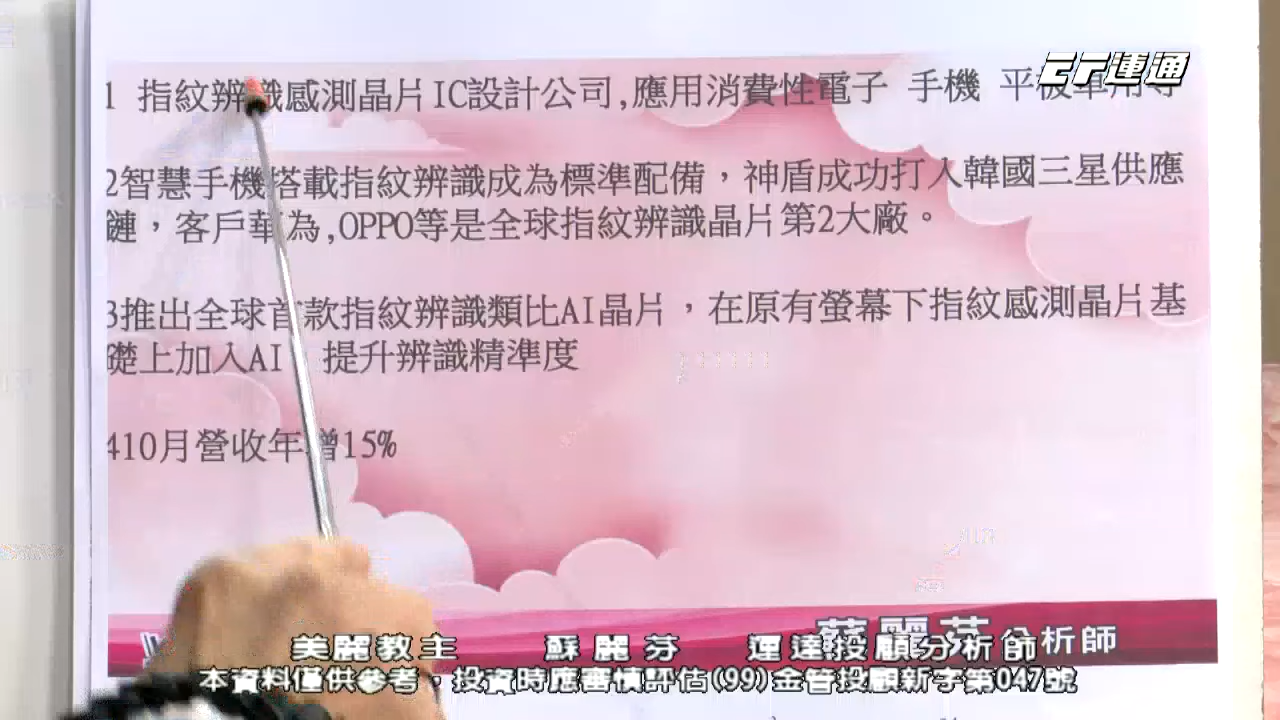 EF運通
1 指紋辨識感測晶片IC設計公司,應用消費性電子 手機 平板車用等
2智慧手機搭載指紋辨識成為標準配備，神盾成功打入韓國三星供應
鏈，客戶華為,OPPO等是全球指紋辨識晶片第2大廠。
3推出全球首款指紋辨識類比AI晶片，在原有螢幕下指紋感測晶片基
礎上加入AI 提升辨識精準度
410月營收年增15%
蘇麗芬分析師
美麗教主 蘇麗芬 運達投顧分析師
本資料僅供參考，投資時應審慎評估(99)金管投顧新字第047號